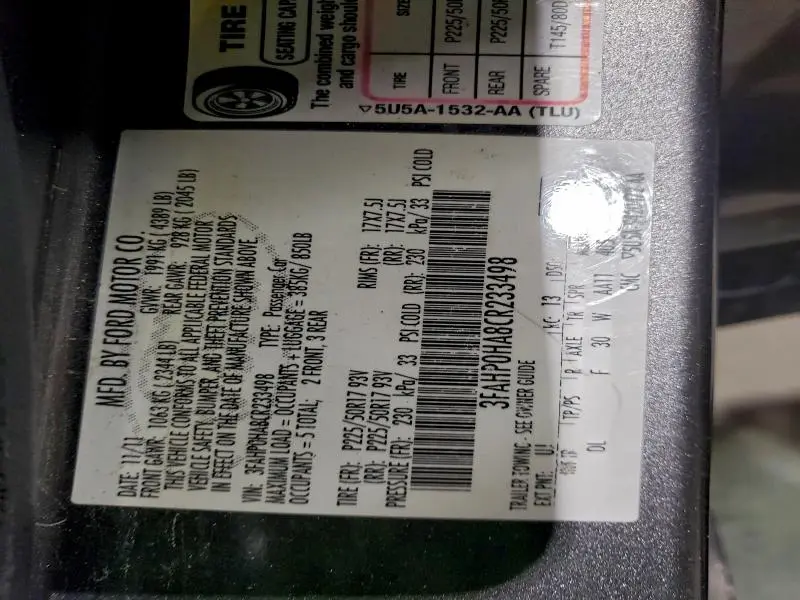 TIRE
SEATING CAP
The combined weigh
and cargo shoul
TIRE SIZE
FRONT P225/50R
REAR P225/50R
SPARE T145/80D
5U5A-1532-AA (TLU)
MFD. BY FORD MOTOR CO.
DATE: 11/11 GVWR: 1991 KG ( 4389 LB)
FRONT GAWR: 1063 KG ( 2344 LB) REAR GAWR: 928 KG ( 2045 LB)
THIS VEHICLE CONFORMS TO ALL APPLICABLE FEDERAL MOTOR
VEHICLE SAFETY, BUMPER, AND THEFT PREVENTION STANDARDS
IN EFFECT ON THE DATE OF MANUFACTURE SHOWN ABOVE.
VIN: 3FAHP0HA8CR233498 TYPE: Passenger Car
MAXIMUM LOAD = OCCUPANTS + LUGGAGE = 385KG/ 850LB
OCCUPANTS = 5 TOTAL; 2 FRONT, 3 REAR
TIRE (FR): P225/50R17 93V RIMS (FR): 17X7.5J
(RR): P225/50R17 93V (RR): 17X7.5J
PRESSURE (FR): 230 kPa/ 33 PSI COLD (RR): 230 kPa/ 33 PSI COLD
3FAHP0HA8CR233498
TRAILER TOWING - SEE OWNER GUIDE
EXT PNT: UJ RC: 13 DSO:
INT TR TP/PS R AXLE TR SPR
DL F 30 W AATT